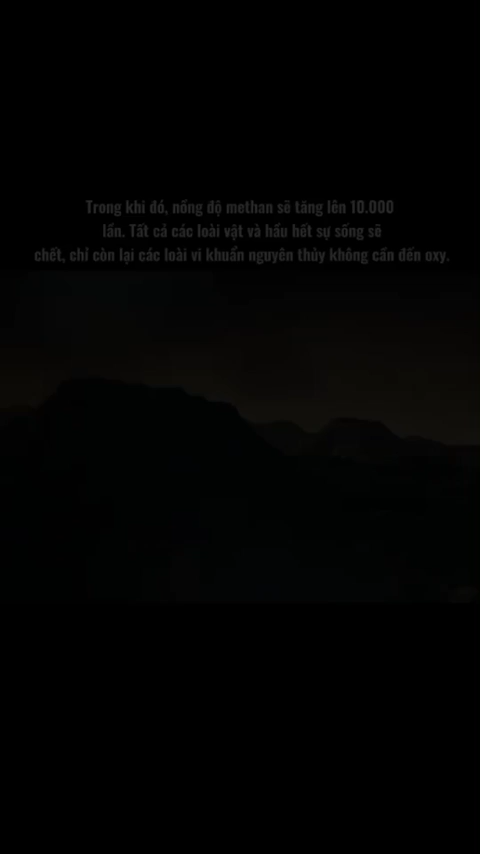 Trong khi đó, nồng độ methan sẽ tăng lên 10.000
lần. Tất cả các loài vật và hầu hết sự sống sẽ
chết, chỉ còn lại các loài vi khuẩn nguyên thủy không cần đến oxy.